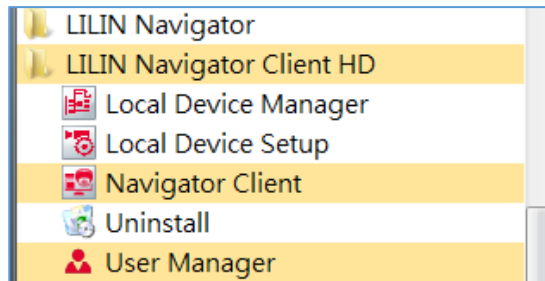 LILIN Navigator
LILIN Navigator Client HD
Local Device Manager
Local Device Setup
Navigator Client
Uninstall
User Manager